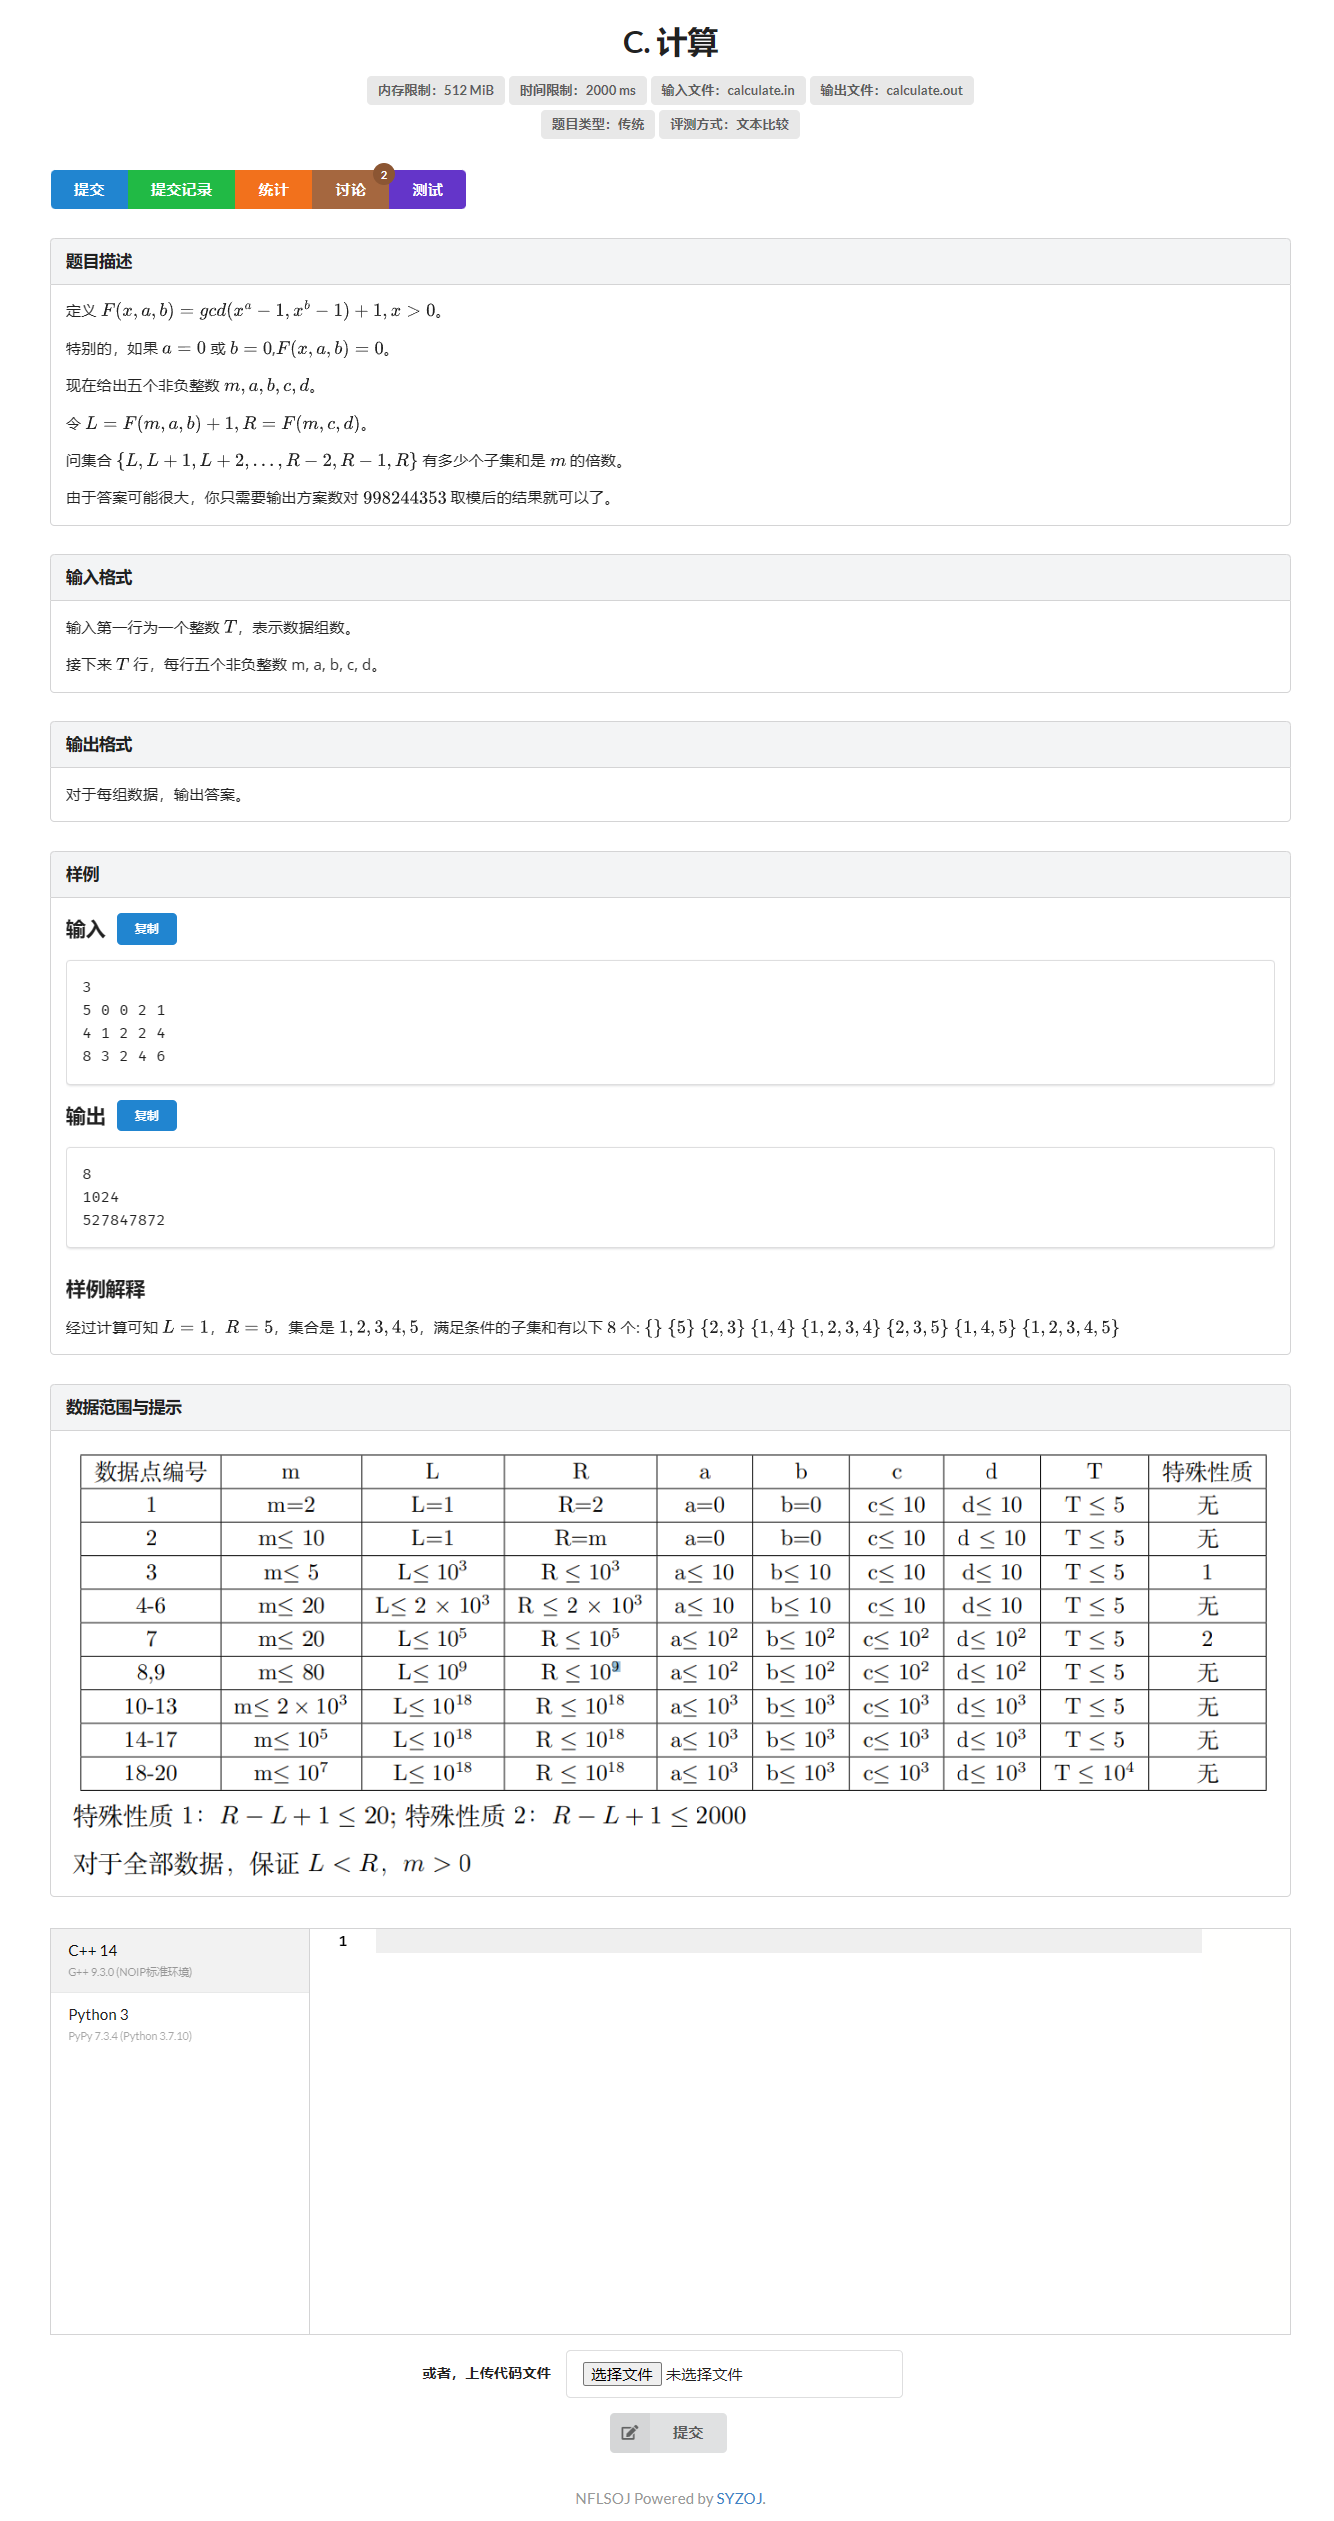 C. 计算
内存限制：512 MiB 时间限制：2000 ms 输入文件：calculate.in 输出文件：calculate.out
题目类型：传统 评测方式：文本比较
提交 提交记录 统计 讨论 2 测试
题目描述
定义 F(x, a, b) = gcd(x^a − 1, x^b − 1) + 1, x > 0。
特别的，如果 a = 0 或 b = 0,F(x, a, b) = 0。
现在给出五个非负整数 m, a, b, c, d。
令 L = F(m, a, b) + 1, R = F(m, c, d)。
问集合 {L, L + 1, L + 2, . . . , R − 2, R − 1, R} 有多少个子集和是 m 的倍数。
由于答案可能很大，你只需要输出方案数对 998244353 取模后的结果就可以了。
输入格式
输入第一行为一个整数 T，表示数据组数。
接下来 T 行，每行五个非负整数 m, a, b, c, d。
输出格式
对于每组数据，输出答案。
样例
输入 复制
3
5 0 0 2 1
4 1 2 2 4
8 3 2 4 6
输出 复制
8
1024
527847872
样例解释
经过计算可知 L = 1，R = 5，集合是 1, 2, 3, 4, 5，满足条件的子集和有以下 8 个: {} {5} {2, 3} {1, 4} {1, 2, 3, 4} {2, 3, 5} {1, 4, 5} {1, 2, 3, 4, 5}
数据范围与提示
数据点编号 m L R a b c d T 特殊性质
1 m=2 L=1 R=2 a=0 b=0 c≤ 10 d≤ 10 T ≤ 5 无
2 m≤ 10 L=1 R=m a=0 b=0 c≤ 10 d ≤ 10 T ≤ 5 无
3 m≤ 5 L≤ 10^3 R ≤ 10^3 a≤ 10 b≤ 10 c≤ 10 d≤ 10 T ≤ 5 1
4-6 m≤ 20 L≤ 2 × 10^3 R ≤ 2 × 10^3 a≤ 10 b≤ 10 c≤ 10 d≤ 10 T ≤ 5 无
7 m≤ 20 L≤ 10^5 R ≤ 10^5 a≤ 10^2 b≤ 10^2 c≤ 10^2 d≤ 10^2 T ≤ 5 2
8,9 m≤ 80 L≤ 10^9 R ≤ 10^9 a≤ 10^2 b≤ 10^2 c≤ 10^2 d≤ 10^2 T ≤ 5 无
10-13 m≤ 2 × 10^3 L≤ 10^18 R ≤ 10^18 a≤ 10^3 b≤ 10^3 c≤ 10^3 d≤ 10^3 T ≤ 5 无
14-17 m≤ 10^5 L≤ 10^18 R ≤ 10^18 a≤ 10^3 b≤ 10^3 c≤ 10^3 d≤ 10^3 T ≤ 5 无
18-20 m≤ 10^7 L≤ 10^18 R ≤ 10^18 a≤ 10^3 b≤ 10^3 c≤ 10^3 d≤ 10^3 T ≤ 10^4 无
特殊性质 1：R − L + 1 ≤ 20; 特殊性质 2：R − L + 1 ≤ 2000
对于全部数据，保证 L < R，m > 0
C++ 14
G++ 9.3.0 (NOIP标准环境)
1
Python 3
PyPy 7.3.4 (Python 3.7.10)
或者，上传代码文件 选择文件 未选择文件
提交
NFLSOJ Powered by SYZOJ.